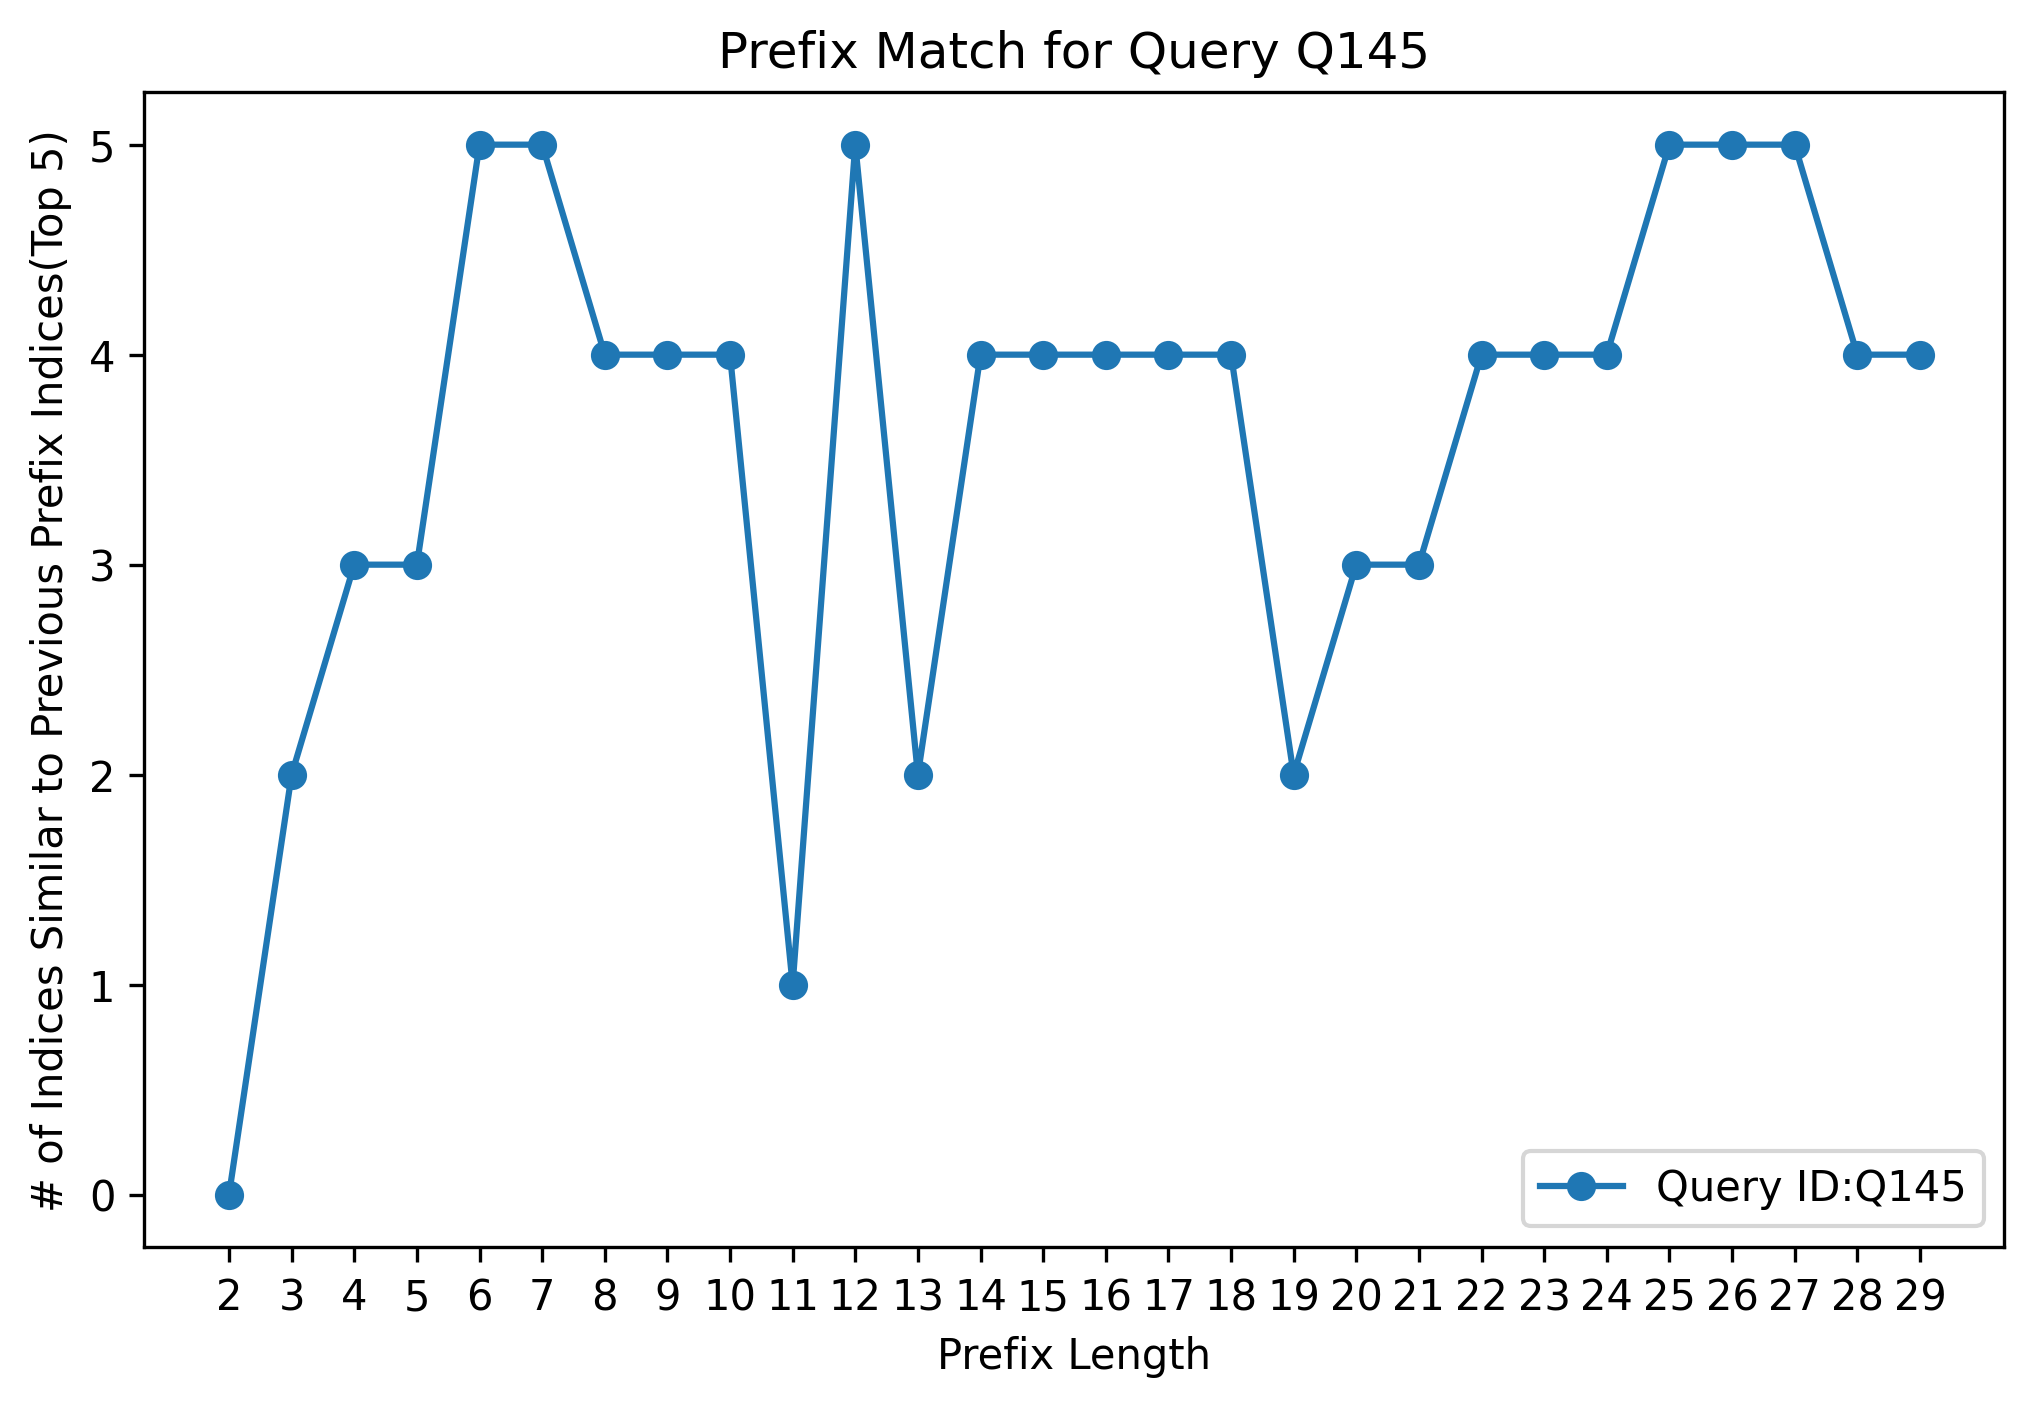 Prefix Match for Query Q145
# of Indices Similar to Previous Prefix Indices(Top 5)
5
4
3
2
1
0
Query ID:Q145
2 3 4 5 6 7 8 9 10 11 12 13 14 15 16 17 18 19 20 21 22 23 24 25 26 27 28 29
Prefix Length